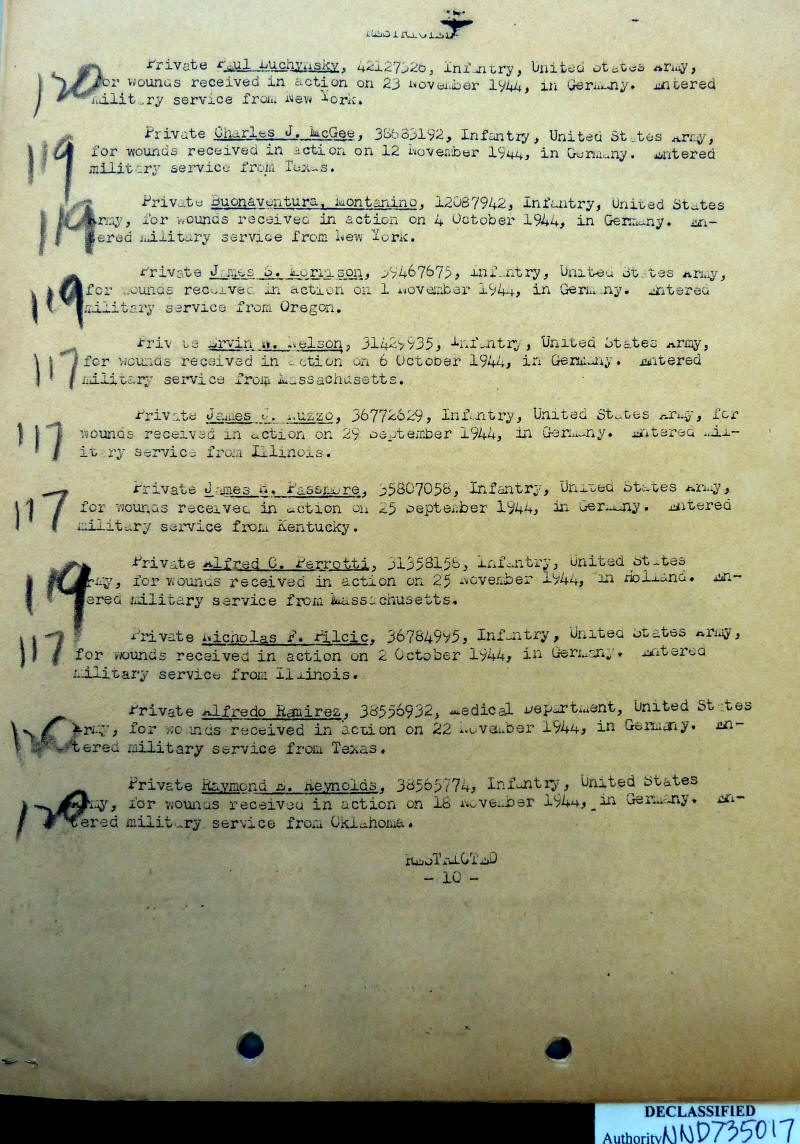 RESTRICTED
120
Private Paul Duchynsky, 42127326, Infantry, United States Army,
for wounds received in action on 23 November 1944, in Germany. Entered
military service from New York.
119
Private Charles J. McGee, 38683192, Infantry, United States Army,
for wounds received in action on 12 November 1944, in Germany. Entered
military service from Texas.
119
Private Buonaventura, Montanino, 12087942, Infantry, United States
Army, for wounds received in action on 4 October 1944, in Germany. En-
tered military service from New York.
119
Private James S. Morrison, 39467675, Infantry, United States Army,
for wounds received in action on 1 November 1944, in Germany. Entered
military service from Oregon.
117
Private Ervin Nelson, 31429935, Infantry, United States Army,
for wounds received in action on 6 October 1944, in Germany. Entered
military service from Massachusetts.
117
Private James Nuzzo, 36772629, Infantry, United States Army, for
wounds received in action on 29 September 1944, in Germany. Entered mil-
itary service from Illinois.
117
Private James Passmore, 35807058, Infantry, United States Army,
for wounds received in action on 25 September 1944, in Germany. Entered
military service from Kentucky.
119
Private Alfred C. Perrotti, 31358158, Infantry, United States
Army, for wounds received in action on 25 November 1944, in Holland. En-
tered military service from Massachusetts.
117
Private Nicholas F. Pilcic, 36784995, Infantry, United States Army,
for wounds received in action on 2 October 1944, in Germany. Entered
military service from Illinois.
Private Alfredo Ramirez, 38556932, Medical Department, United States
Army, for wounds received in action on 22 November 1944, in Germany. En-
tered military service from Texas.
120
Private Raymond Reynolds, 38565774, Infantry, United States
Army, for wounds received in action on 18 November 1944, in Germany. En-
tered military service from Oklahoma.
RESTRICTED
- 10 -
DECLASSIFIED
Authority NND735017